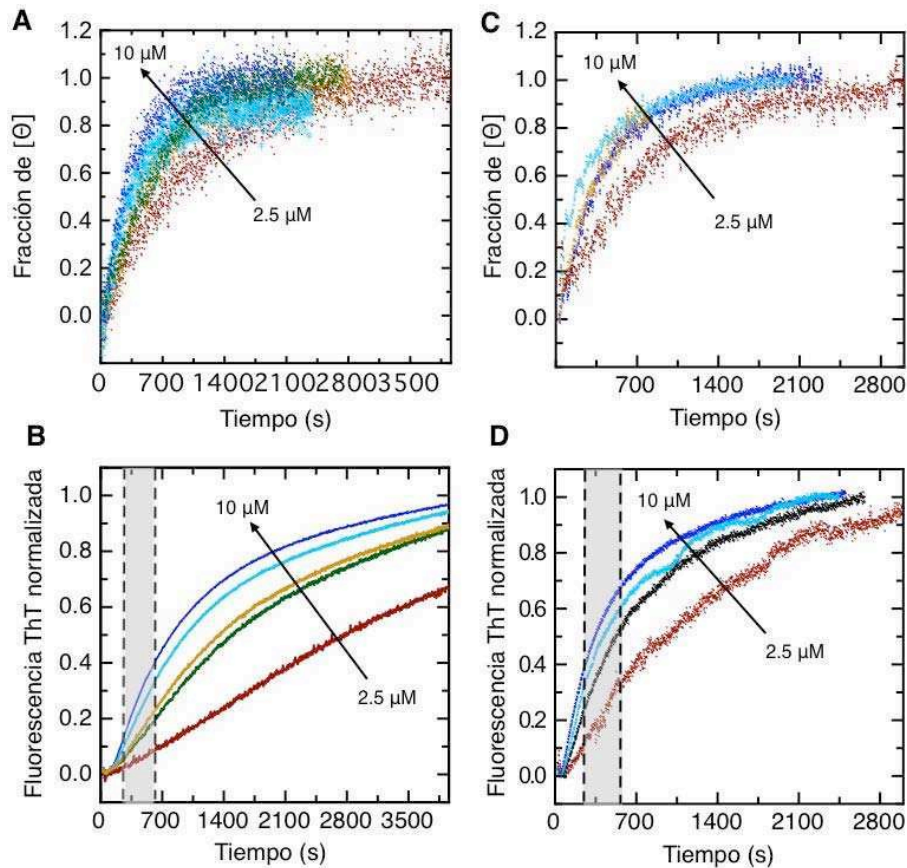 A
Fracción de [Θ]
1.2
1.0
0.8
0.6
0.4
0.2
0.0
10 µM
2.5 µM
0 700 1400 2100 2800 3500
Tiempo (s)
C
Fracción de [Θ]
1.2
1.0
0.8
0.6
0.4
0.2
0.0
10 µM
2.5 µM
700 1400 2100 2800
Tiempo (s)
B
Fluorescencia ThT normalizada
1.0
0.8
0.6
0.4
0.2
0.0
10 µM
2.5 µM
0 700 1400 2100 2800 3500
Tiempo (s)
D
Fluorescencia ThT normalizada
1.0
0.8
0.6
0.4
0.2
0.0
10 µM
2.5 µM
0 700 1400 2100 2800
Tiempo (s)